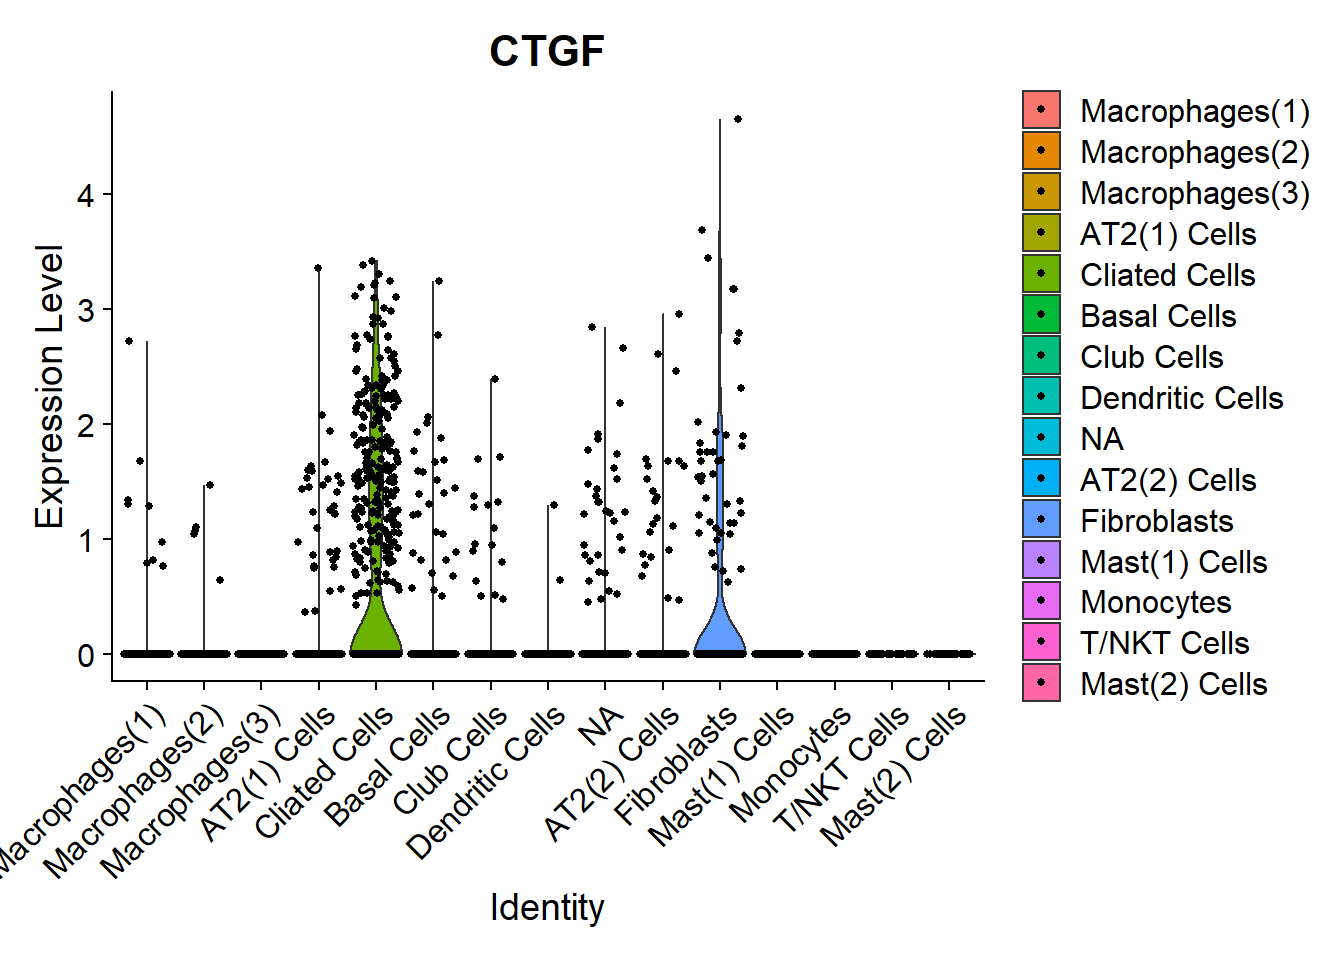 CTGF
Expression Level
4
3
2
1
0
Macrophages(1)
Macrophages(2)
Macrophages(3)
AT2(1) Cells
Cliated Cells
Basal Cells
Club Cells
Dendritic Cells
NA
AT2(2) Cells
Fibroblasts
Mast(1) Cells
Monocytes
T/NKT Cells
Mast(2) Cells
Identity
Macrophages(1)
Macrophages(2)
Macrophages(3)
AT2(1) Cells
Cliated Cells
Basal Cells
Club Cells
Dendritic Cells
NA
AT2(2) Cells
Fibroblasts
Mast(1) Cells
Monocytes
T/NKT Cells
Mast(2) Cells